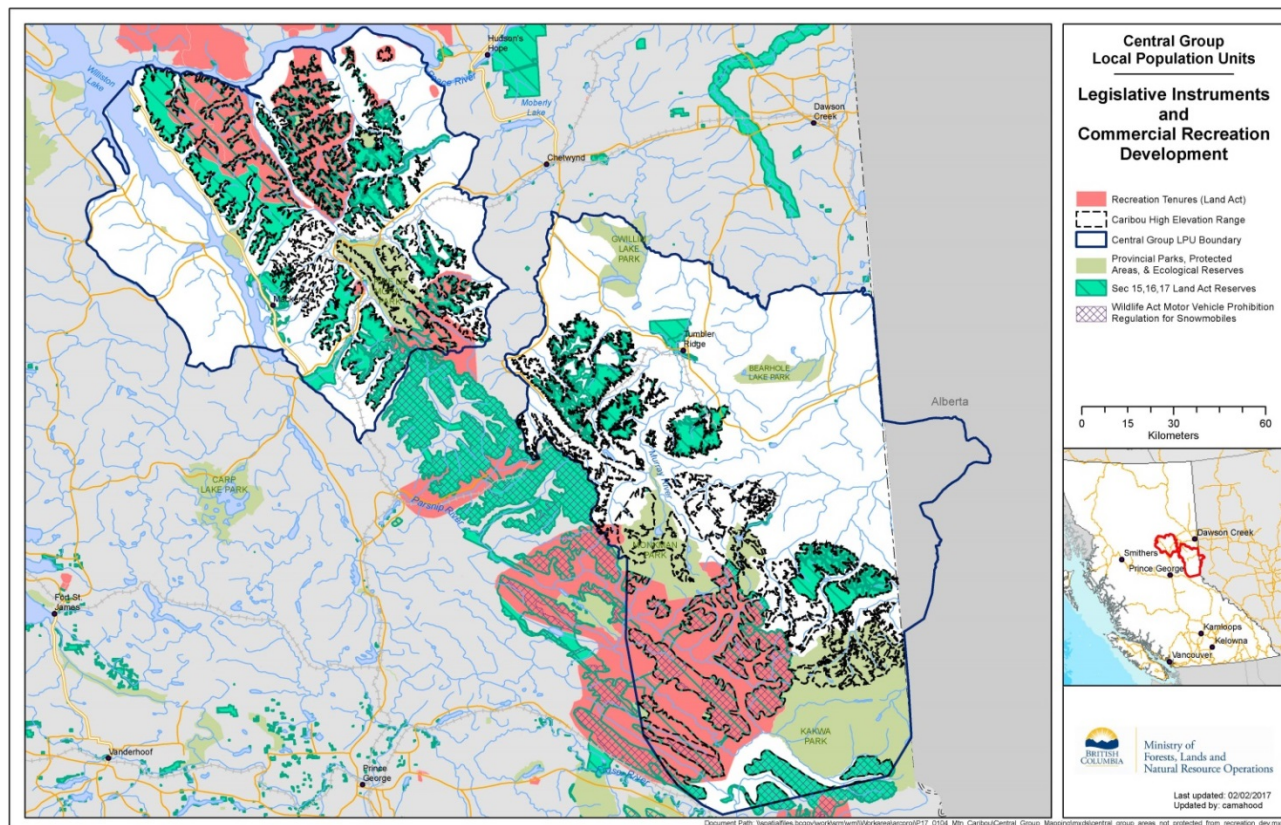 Central Group
Local Population Units
Legislative Instruments
and
Commercial Recreation
Development
Recreation Tenures (Land Act)
Caribou High Elevation Range
Central Group LPU Boundary
Provincial Parks, Protected
Areas, & Ecological Reserves
Sec 15,16,17 Land Act Reserves
Wildlife Act Motor Vehicle Prohibition
Regulation for Snowmobiles
0 15 30 60
Kilometers
Hudson's
Hope
Williston
Lake
River
Moberly
Lake
Dawson
Creek
Chetwynd
LAKE
PARK
Tumbler
Ridge
BEARHOLE
LAKE PARK
Alberta
Murray River
CARP
LAKE PARK
Parsnip River
PARK
Fort St.
James
KAKWA
PARK
Vanderhoof
Prince
George
River
Dawson Creek
Smithers
Prince George
Kamloops
Kelowna
Vancouver
BRITISH
COLUMBIA
Ministry of
Forests, Lands and
Natural Resource Operations
Last updated: 02/02/2017
Updated by: camahood